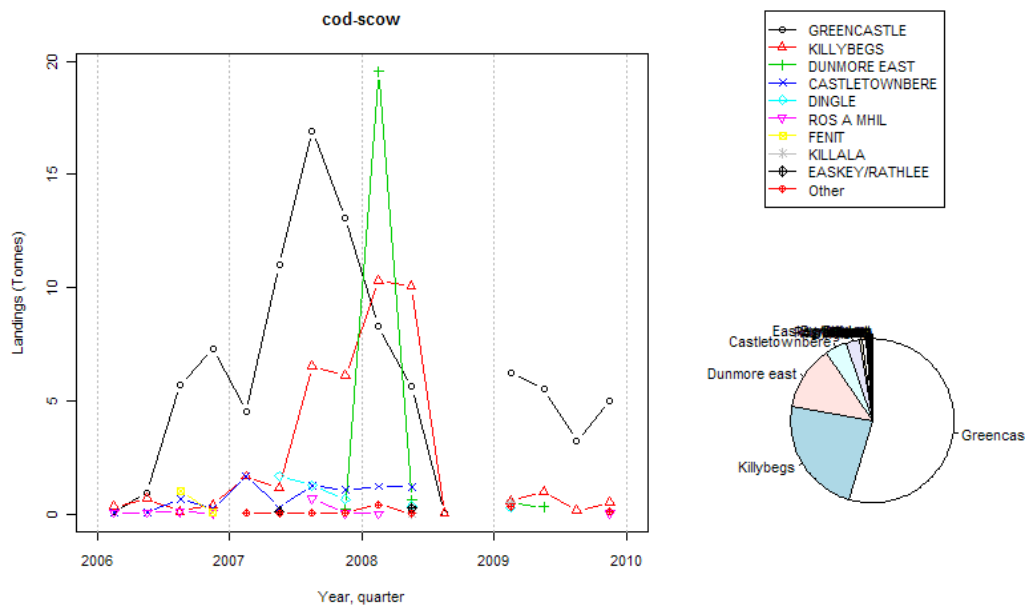 cod-scow
20
15
10
5
0
Landings (Tonnes)
2006
2007
2008
2009
2010
Year, quarter
GREENCASTLE
KILLYBEGS
DUNMORE EAST
CASTLETOWNBERE
DINGLE
ROS A MHIL
FENIT
KILLALA
EASKEY/RATHLEE
Other
Castletownbere
Dunmore east
Greencas
Killybegs